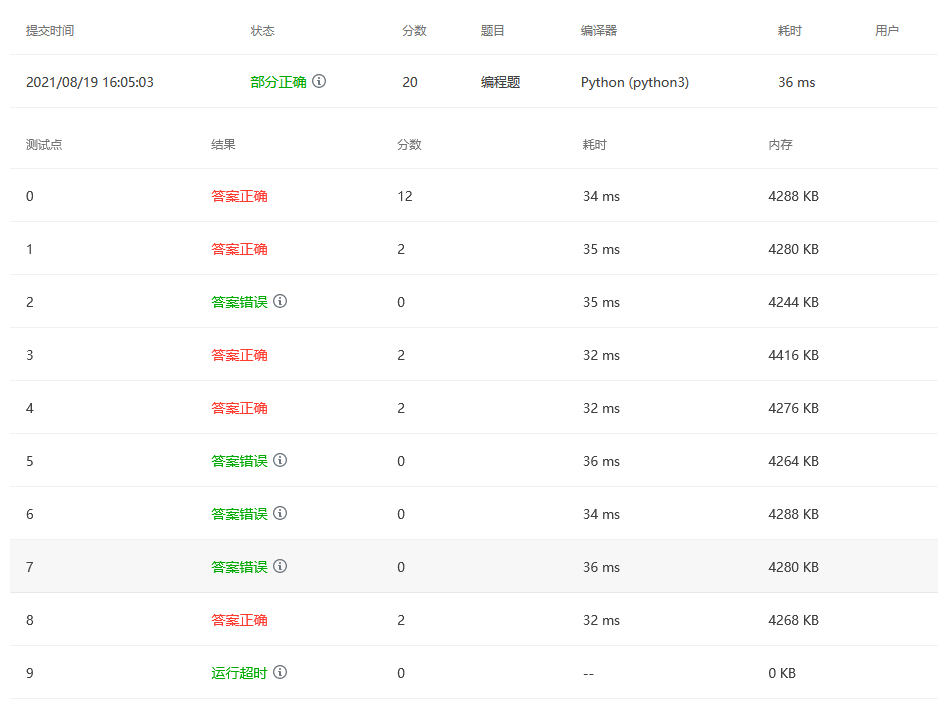 提交时间 状态 分数 题目 编译器 耗时 用户
2021/08/19 16:05:03 部分正确 20 编程题 Python (python3) 36 ms
测试点 结果 分数 耗时 内存
0 答案正确 12 34 ms 4288 KB
1 答案正确 2 35 ms 4280 KB
2 答案错误 0 35 ms 4244 KB
3 答案正确 2 32 ms 4416 KB
4 答案正确 2 32 ms 4276 KB
5 答案错误 0 36 ms 4264 KB
6 答案错误 0 34 ms 4288 KB
7 答案错误 0 36 ms 4280 KB
8 答案正确 2 32 ms 4268 KB
9 运行超时 0 -- 0 KB